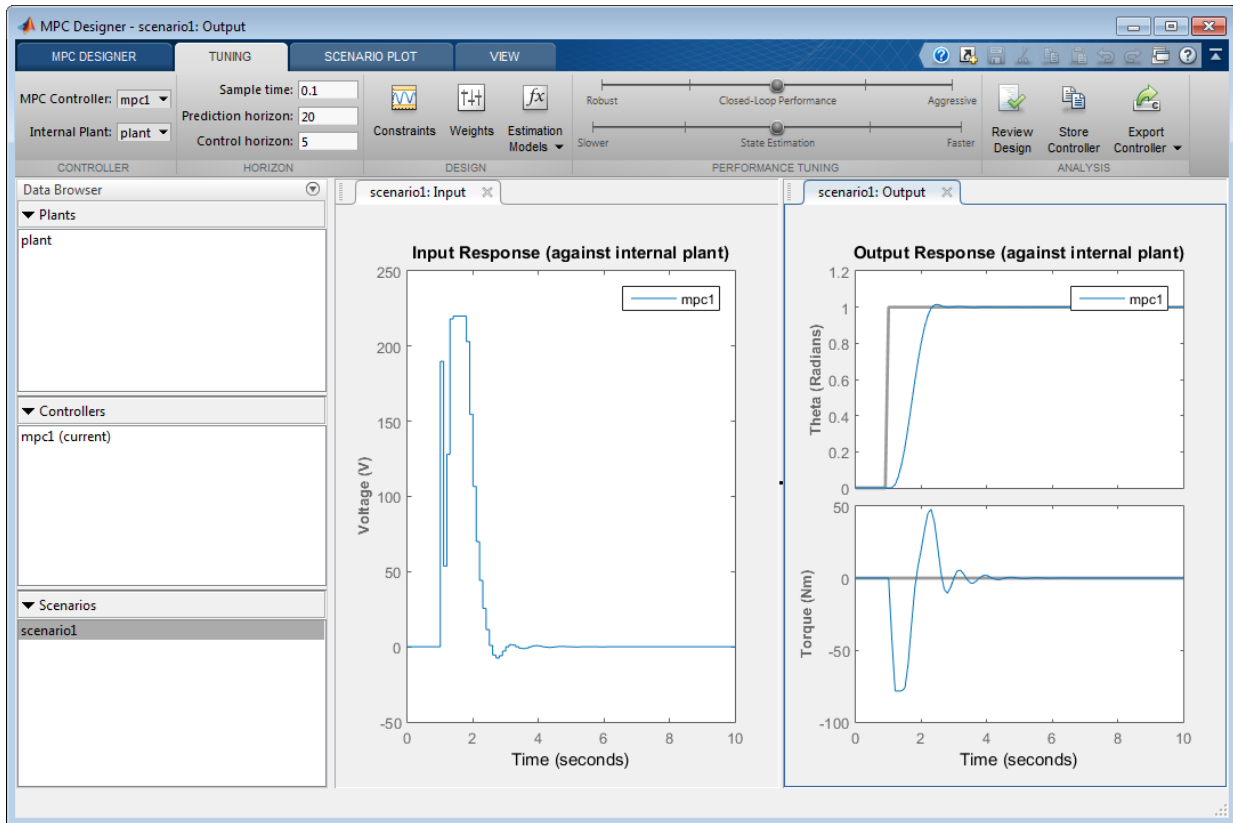 MPC Designer - scenario1: Output
MPC DESIGNER
TUNING
SCENARIO PLOT
VIEW
MPC Controller: mpc1
Internal Plant: plant
CONTROLLER
Sample time: 0.1
Prediction horizon: 20
Control horizon: 5
HORIZON
Constraints
Weights
fx
Estimation
Models
DESIGN
Robust
Closed-Loop Performance
Aggressive
Slower
State Estimation
Faster
PERFORMANCE TUNING
Review
Design
Store
Controller
C
Export
Controller
ANALYSIS
Data Browser
Plants
plant
Controllers
mpc1 (current)
Scenarios
scenario1
scenario1: Input
Input Response (against internal plant)
mpc1
Voltage (V)
250
200
150
100
50
0
-50
0 2 4 6 8 10
Time (seconds)
scenario1: Output
Output Response (against internal plant)
mpc1
Theta (Radians)
1.2
1
0.8
0.6
0.4
0.2
0
Torque (Nm)
50
0
-50
-100
0 2 4 6 8 10
Time (seconds)